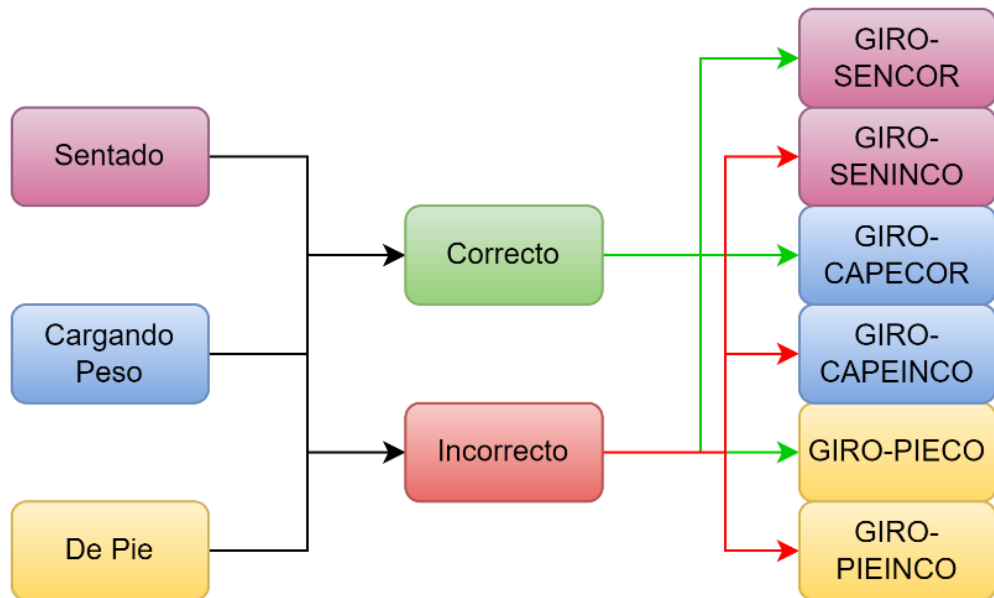 Sentado
Cargando
Peso
De Pie
Correcto
Incorrecto
GIRO-
SENCOR
GIRO-
SENINCO
GIRO-
CAPECOR
GIRO-
CAPEINCO
GIRO-PIECO
GIRO-
PIEINCO